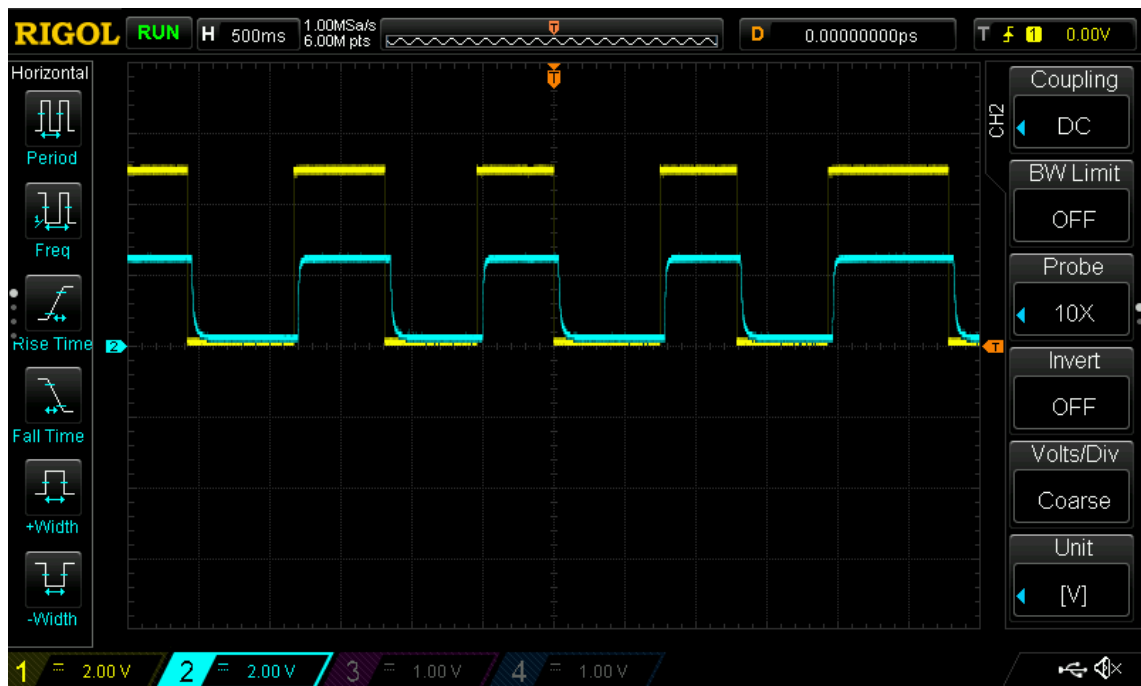 RIGOL RUN H 500ms 1.00MSa/s D 0.00000000ps T 1 0.00V
6.00M pts
T
Horizontal
T
Period
1/
Freq
Rise Time
Fall Time
+Width
-Width
2
T
CH2
Coupling
DC
BW Limit
OFF
Probe
10X
Invert
OFF
Volts/Div
Coarse
Unit
[V]
1 2.00 V 2 2.00 V 3 1.00 V 4 1.00 V